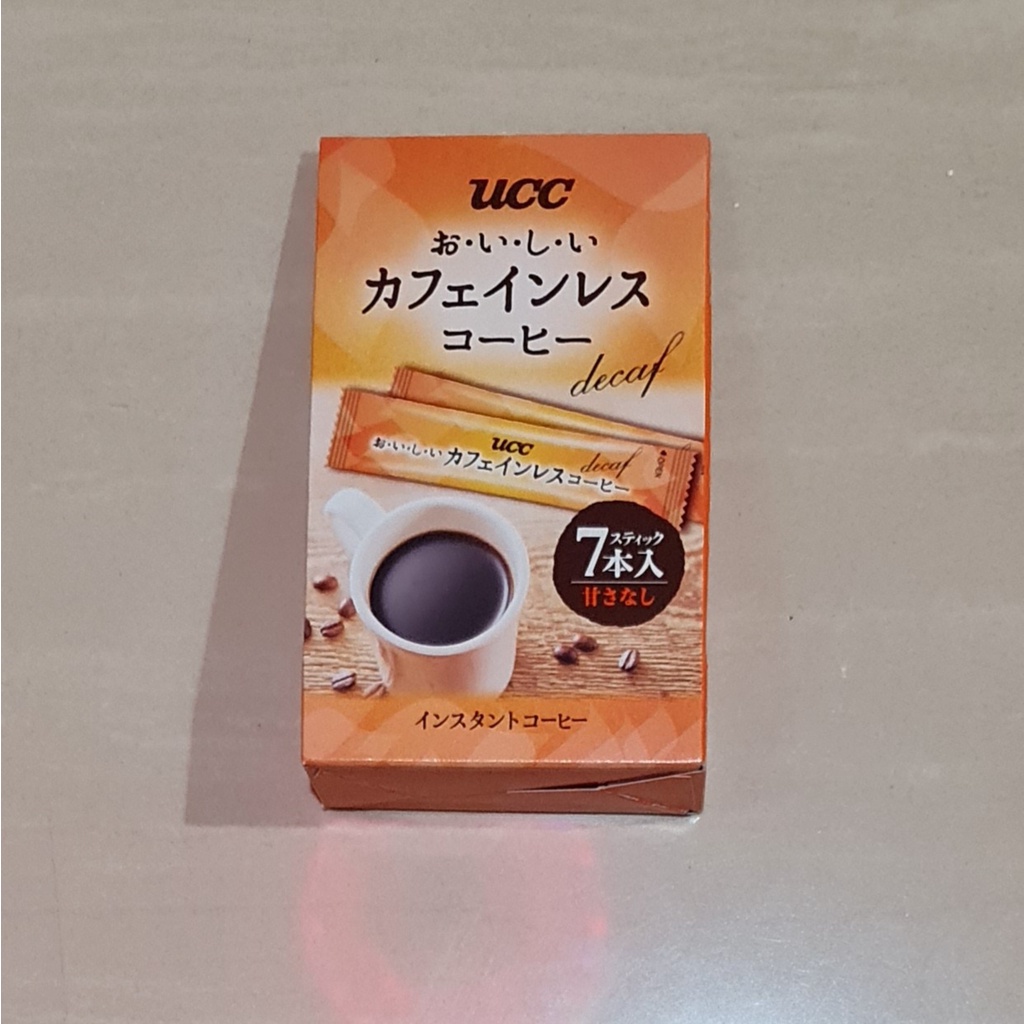 UCC
お・い・し・い
カフェインレス
コーヒー
decaf
UCC
お・い・し・い カフェインレスコーヒー
decaf
スティック
7本入
甘さなし
インスタントコーヒー